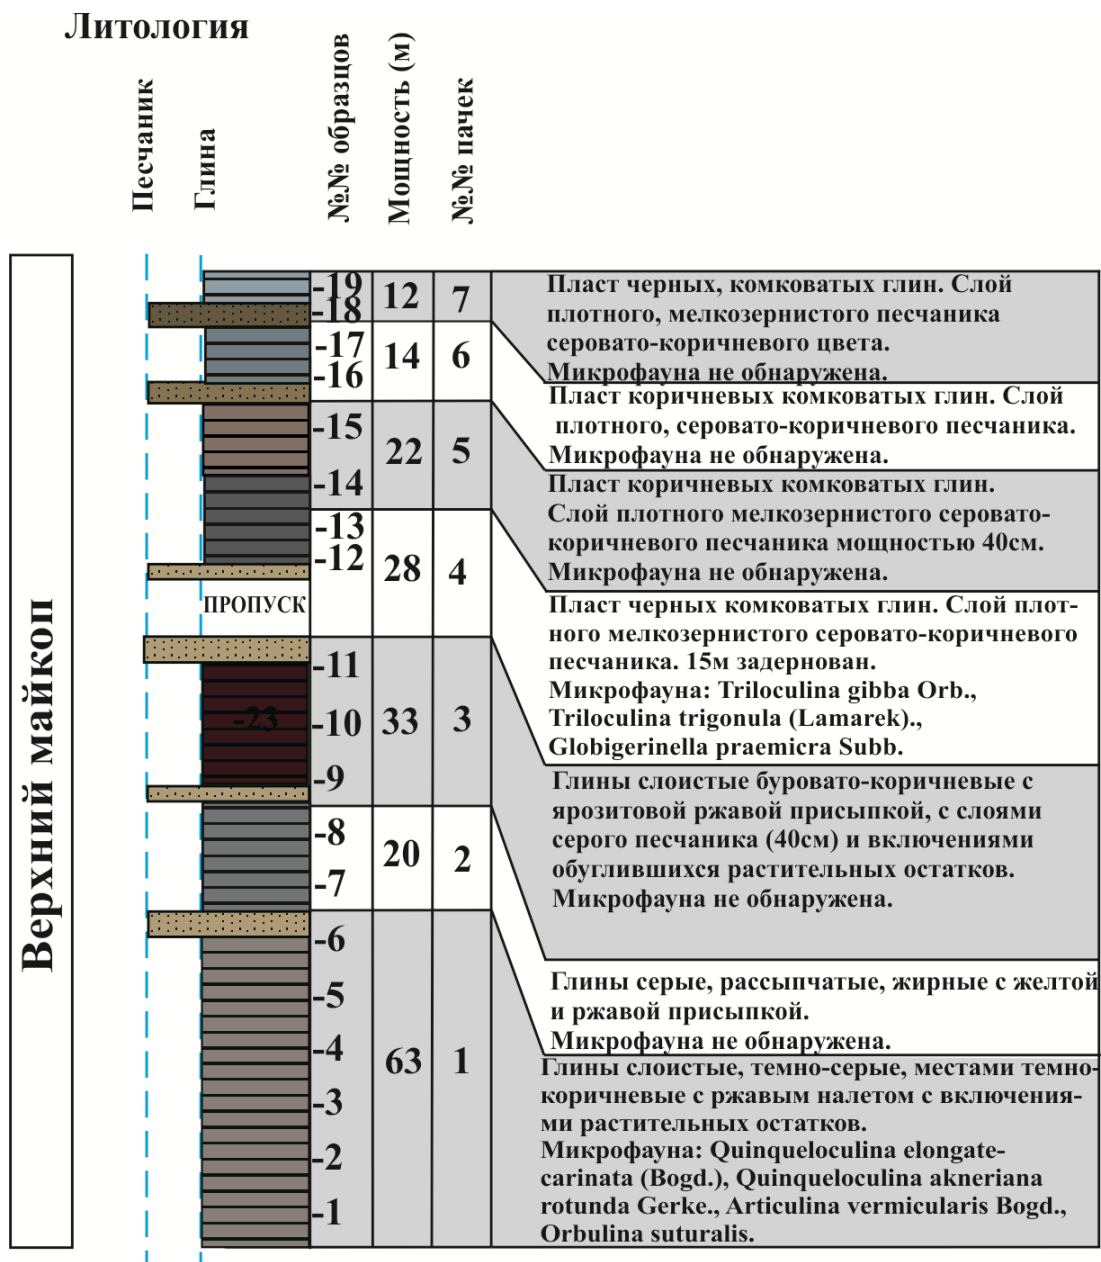 Литология
Песчаник
Глина
№№ образцов
Мощность (м)
№№ пачек
Верхний майкоп
-19
-18
12
7
Пласт черных, комковатых глин. Слой
плотного, мелкозернистого песчаника
серовато-коричневого цвета.
Микрофауна не обнаружена.
-17
-16
14
6
Пласт коричневых комковатых глин. Слой
плотного, серовато-коричневого песчаника.
Микрофауна не обнаружена.
-15
-14
22
5
Пласт коричневых комковатых глин.
Слой плотного мелкозернистого серовато-
коричневого песчаника мощностью 40см.
Микрофауна не обнаружена.
-13
-12
28
4
ПРОПУСК
Пласт черных комковатых глин. Слой плот-
ного мелкозернистого серовато-коричневого
песчаника. 15м задернован.
Микрофауна: Triloculina gibba Orb.,
Triloculina trigonula (Lamarek).,
Globigerinella praemicra Subb.
-11
-23
-10
-9
33
3
Глины слоистые буровато-коричневые с
ярозитовой ржавой присыпкой, с слоями
серого песчаника (40см) и включениями
обуглившихся растительных остатков.
Микрофауна не обнаружена.
-8
-7
20
2
Глины серые, рассыпчатые, жирные с желтой
и ржавой присыпкой.
Микрофауна не обнаружена.
-6
-5
-4
-3
-2
-1
63
1
Глины слоистые, темно-серые, местами темно-
коричневые с ржавым налетом с включения-
ми растительных остатков.
Микрофауна: Quinqueloculina elongate-
carinata (Bogd.), Quinqueloculina akneriana
rotunda Gerke., Articulina vermicularis Bogd.,
Orbulina suturalis.